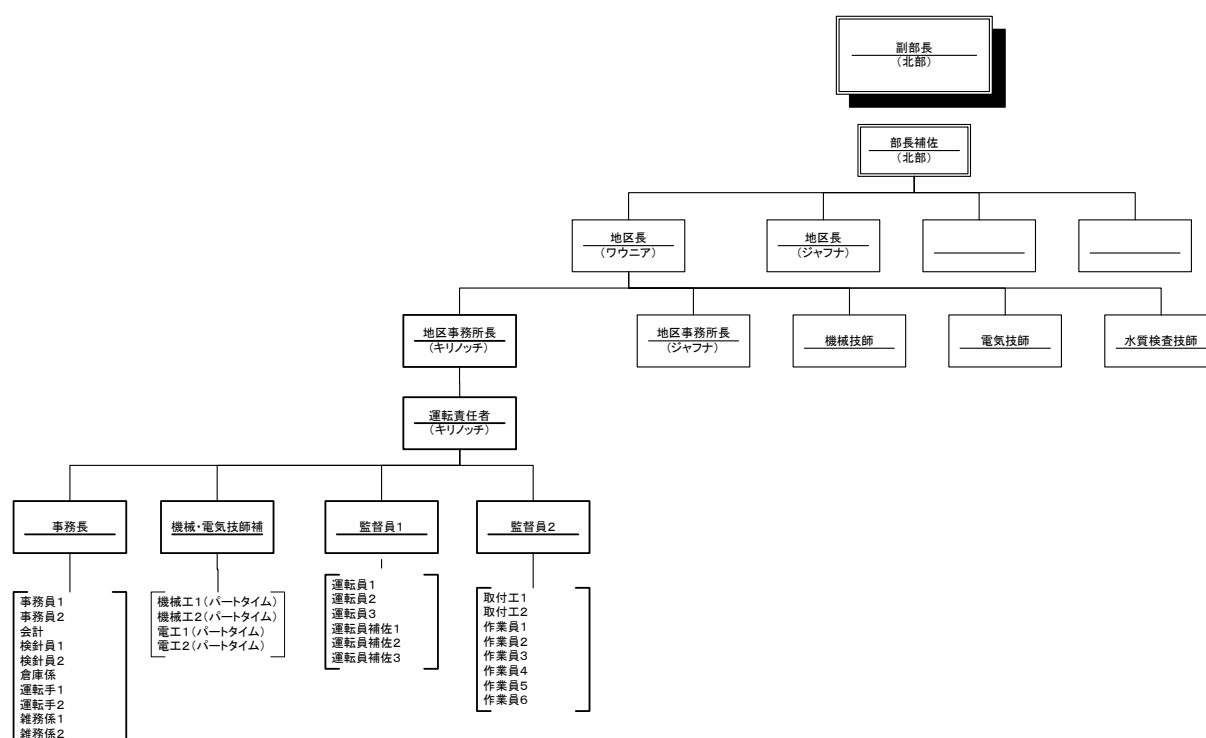 副部長
(北部)
部長補佐
(北部)
地区長
(ワウニア)
地区長
(ジャフナ)
地区事務所長
(キリノッチ)
地区事務所長
(ジャフナ)
機械技師
電気技師
水質検査技師
運転責任者
(キリノッチ)
事務長
機械・電気技師補
監督員1
監督員2
事務員1
事務員2
会計
検針員1
検針員2
倉庫係
運転手1
運転手2
雑務係1
雑務係2
機械工1(パートタイム)
機械工2(パートタイム)
電工1(パートタイム)
電工2(パートタイム)
運転員1
運転員2
運転員3
運転員補佐1
運転員補佐2
運転員補佐3
取付工1
取付工2
作業員1
作業員2
作業員3
作業員4
作業員5
作業員6